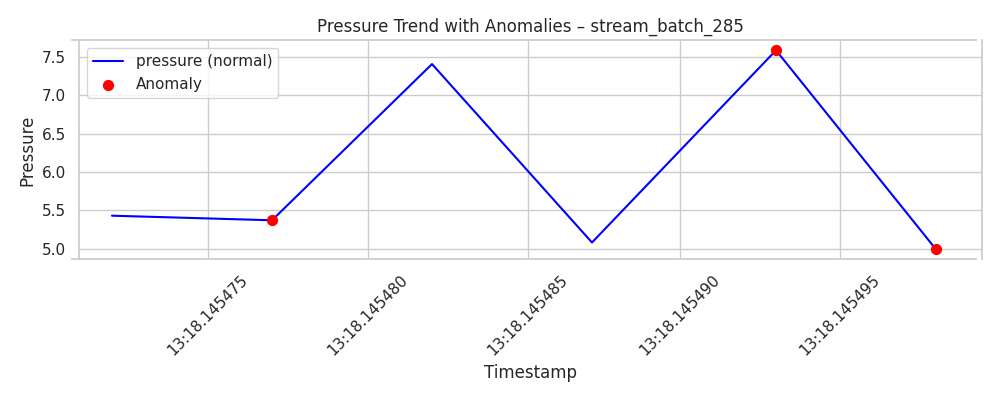 Pressure Trend with Anomalies – stream_batch_285
pressure (normal)
Anomaly
Pressure
7.5
7.0
6.5
6.0
5.5
5.0
13:18.145475
13:18.145480
13:18.145485
13:18.145490
13:18.145495
Timestamp